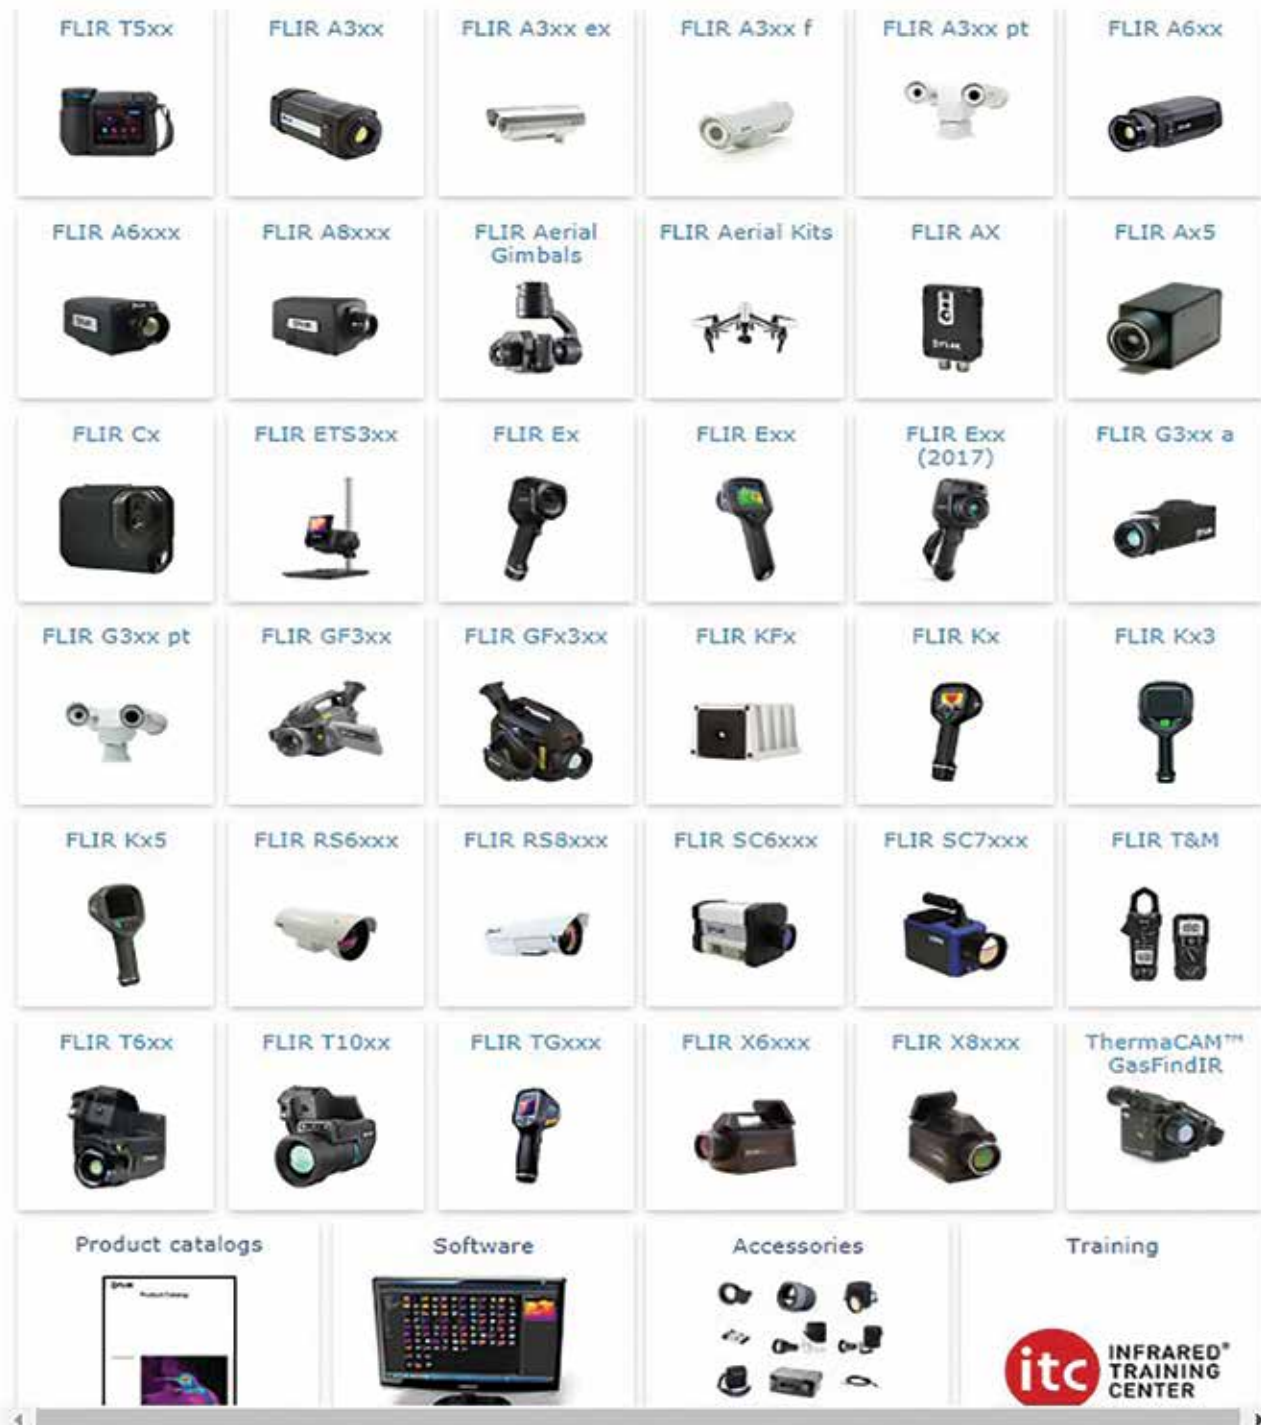 FLIR T5xx
FLIR A3xx
FLIR A3xx ex
FLIR A3xx f
FLIR A3xx pt
FLIR A6xx
FLIR A6xxx
FLIR A8xxx
FLIR Aerial
Gimbals
FLIR Aerial Kits
FLIR AX
FLIR
FLIR Ax5
FLIR Cx
FLIR ETS3xx
FLIR Ex
FLIR Exx
FLIR Exx
(2017)
FLIR G3xx a
FLIR G3xx pt
FLIR GF3xx
FLIR GFx3xx
FLIR KFx
FLIR Kx
FLIR Kx3
FLIR Kx5
FLIR RS6xxx
FLIR RS8xxx
FLIR SC6xxx
FLIR SC7xxx
FLIR T&M
FLIR T6xx
FLIR T10xx
FLIR TGxxx
FLIR X6xxx
FLIR X8xxx
ThermaCAM™
GasFindIR
Product catalogs
Software
Accessories
Training
FLIR
Product Catalog
itc
INFRARED®
TRAINING
CENTER